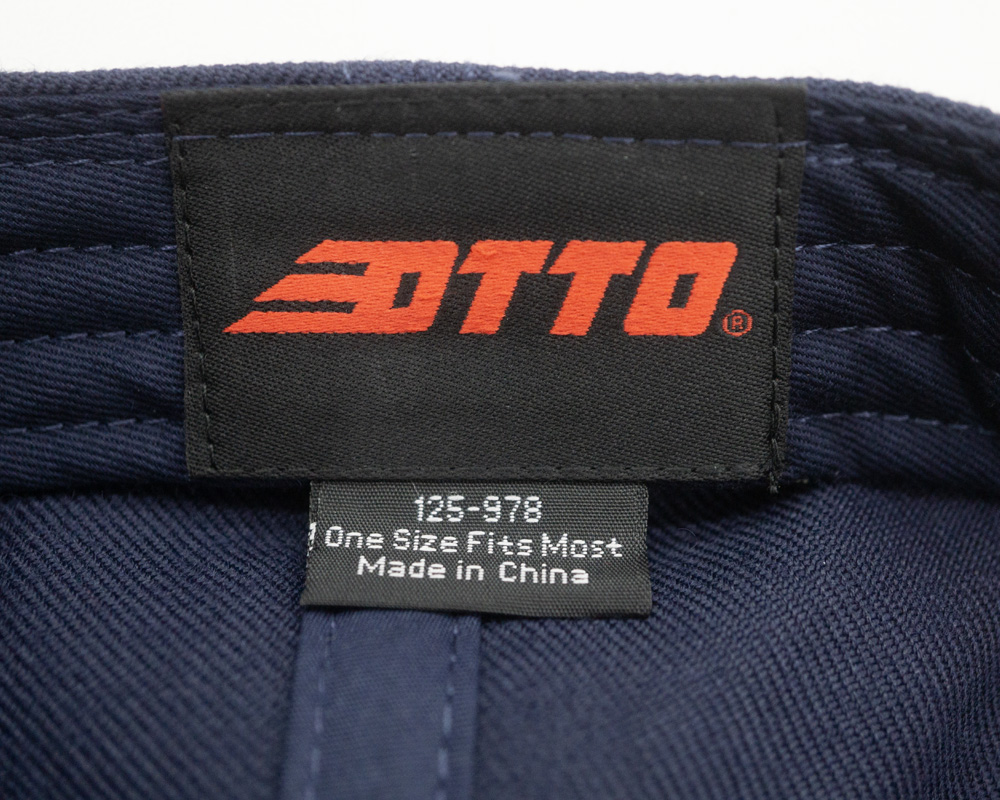 OTTO®
125-978
One Size Fits Most
Made in China